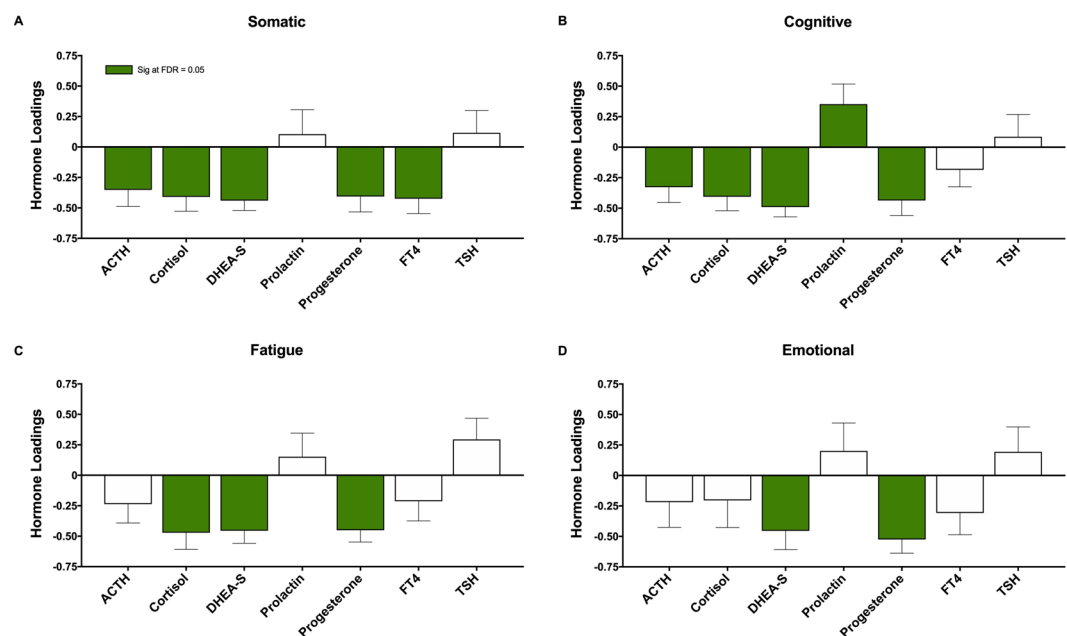 A
Somatic
0.75
0.50
0.25
0
-0.25
-0.50
-0.75
Hormone Loadings
Sig at FDR = 0.05
ACTH
Cortisol
DHEA-S
Prolactin
Progesterone
FT4
TSH
B
Cognitive
0.75
0.50
0.25
0
-0.25
-0.50
-0.75
Hormone Loadings
ACTH
Cortisol
DHEA-S
Prolactin
Progesterone
FT4
TSH
C
Fatigue
0.75
0.50
0.25
0
-0.25
-0.50
-0.75
Hormone Loadings
ACTH
Cortisol
DHEA-S
Prolactin
Progesterone
FT4
TSH
D
Emotional
0.75
0.50
0.25
0
-0.25
-0.50
-0.75
Hormone Loadings
ACTH
Cortisol
DHEA-S
Prolactin
Progesterone
FT4
TSH